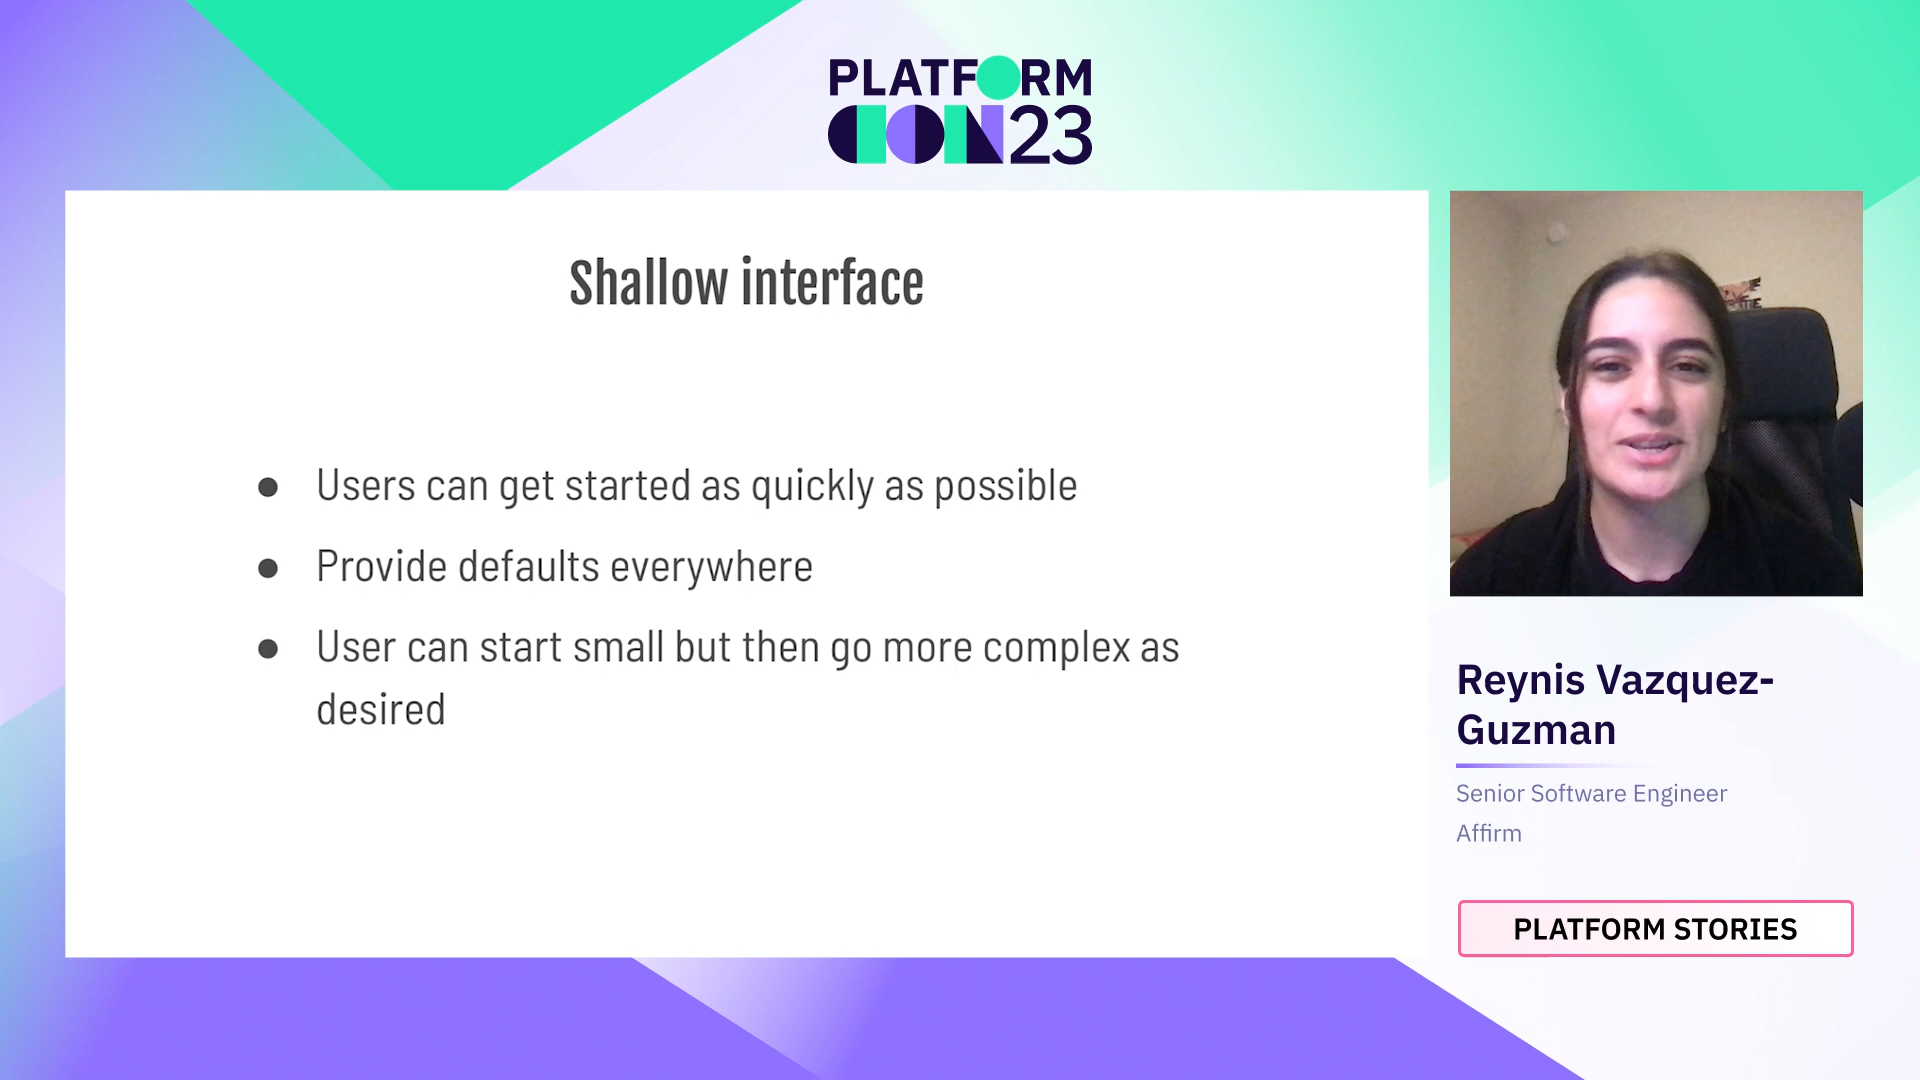 PLATFORM
CON23
Shallow interface
● Users can get started as quickly as possible
● Provide defaults everywhere
● User can start small but then go more complex as
desired
Reynis Vazquez-
Guzman
Senior Software Engineer
Affirm
PLATFORM STORIES